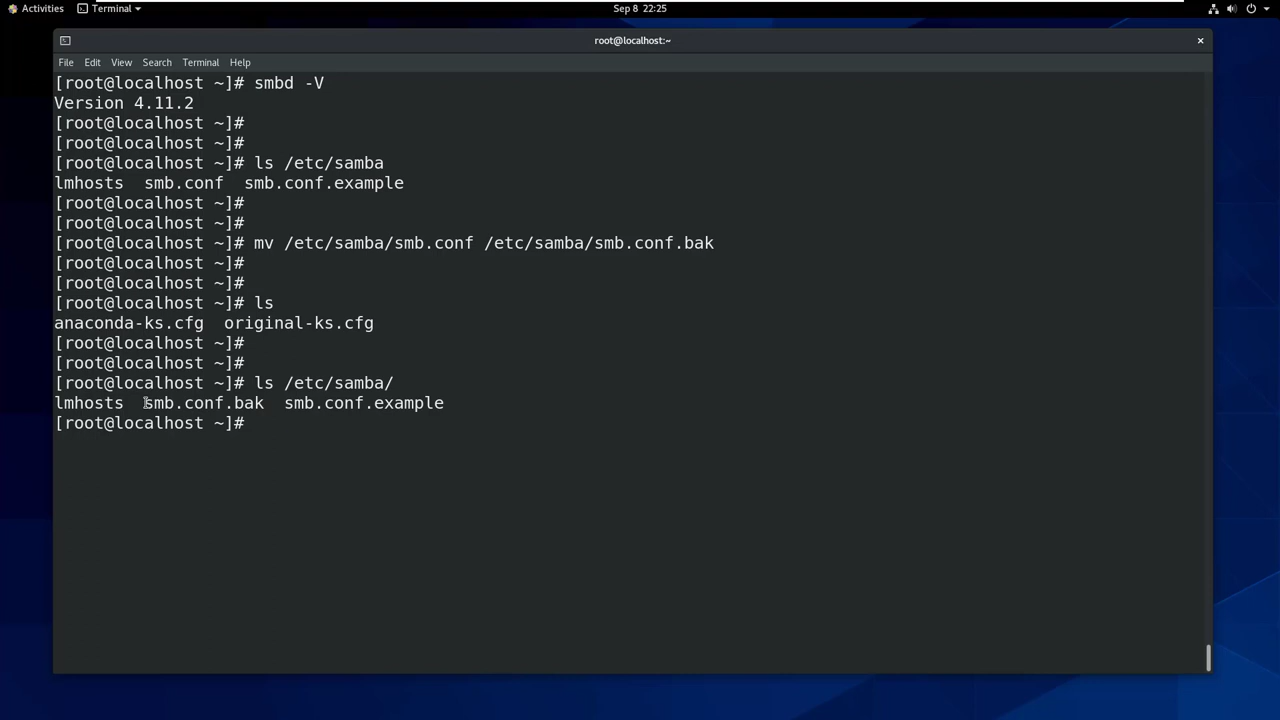 Activities Terminal Sep 8 22:25
root@localhost:~
File Edit View Search Terminal Help
[root@localhost ~]# smbd -V
Version 4.11.2
[root@localhost ~]#
[root@localhost ~]#
[root@localhost ~]# ls /etc/samba
lmhosts smb.conf smb.conf.example
[root@localhost ~]#
[root@localhost ~]#
[root@localhost ~]# mv /etc/samba/smb.conf /etc/samba/smb.conf.bak
[root@localhost ~]#
[root@localhost ~]#
[root@localhost ~]# ls
anaconda-ks.cfg original-ks.cfg
[root@localhost ~]#
[root@localhost ~]#
[root@localhost ~]# ls /etc/samba/
lmhosts smb.conf.bak smb.conf.example
[root@localhost ~]#